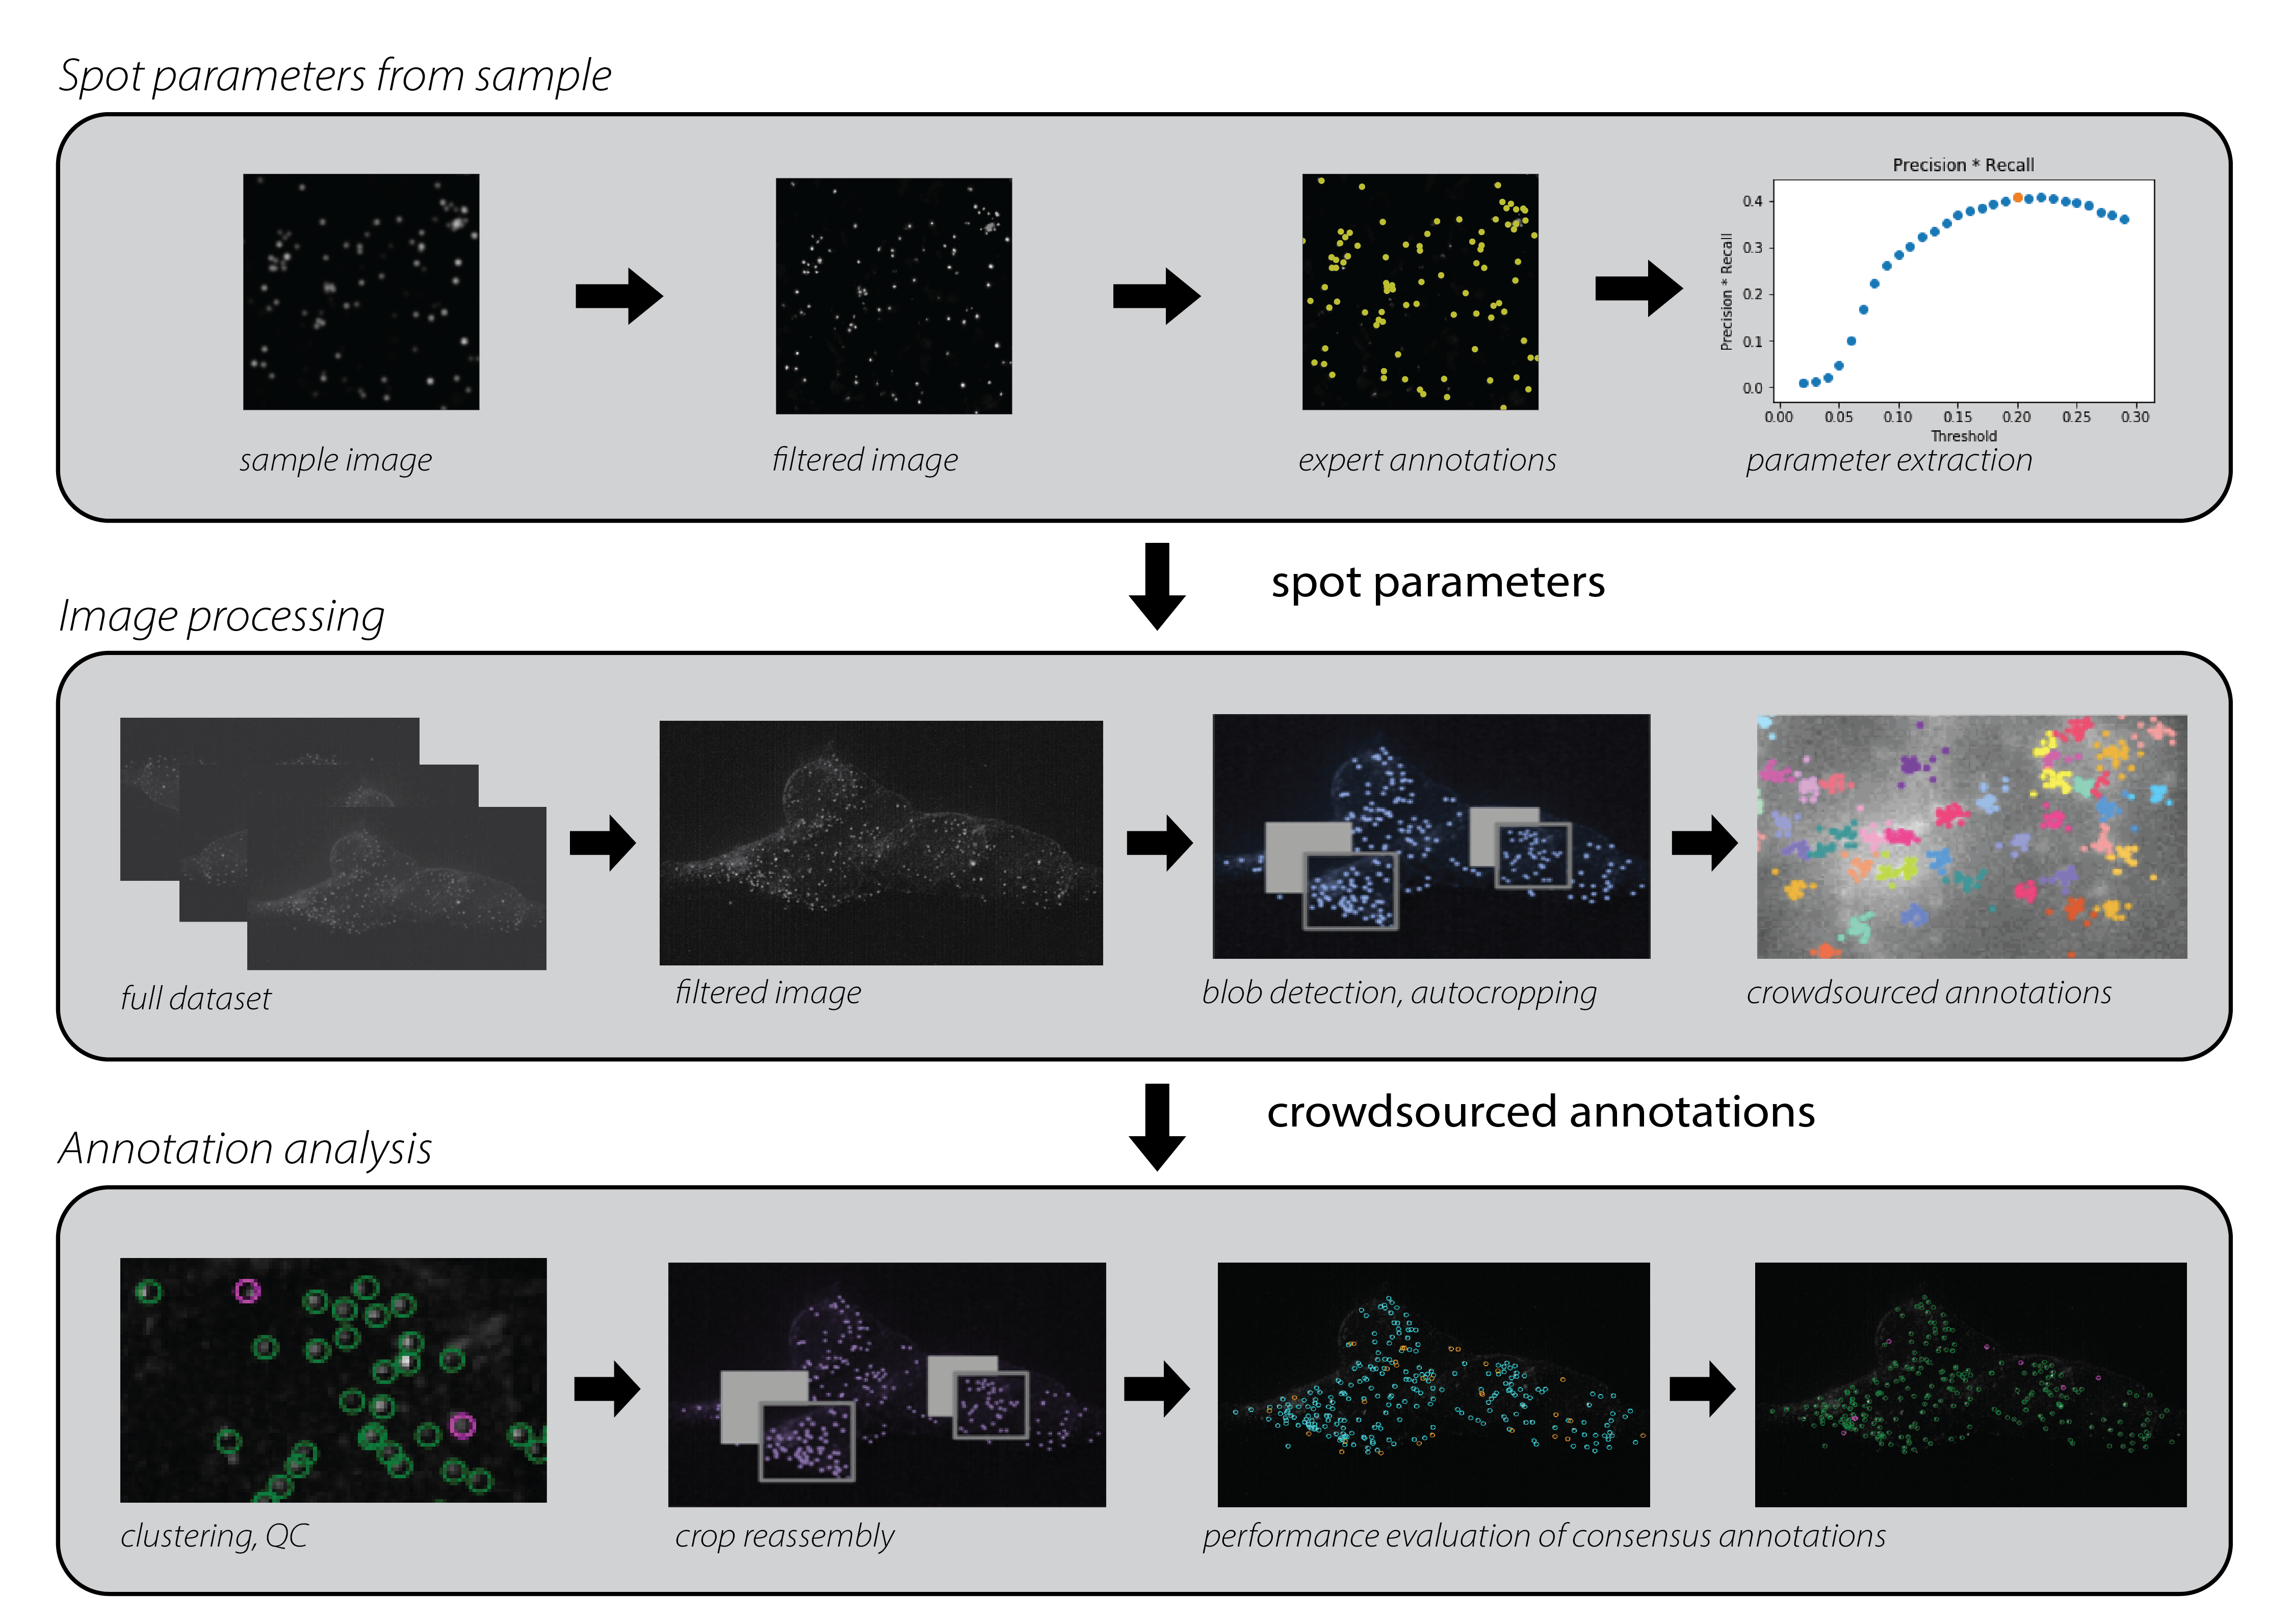 Spot parameters from sample
Precision * Recall
Precision * Recall
0.4
0.3
0.2
0.1
0.0
0.00 0.05 0.10 0.15 0.20 0.25 0.30
Threshold
sample image
filtered image
expert annotations
parameter extraction
spot parameters
Image processing
full dataset
filtered image
blob detection, autocropping
crowdsourced annotations
crowdsourced annotations
Annotation analysis
clustering, QC
crop reassembly
performance evaluation of consensus annotations